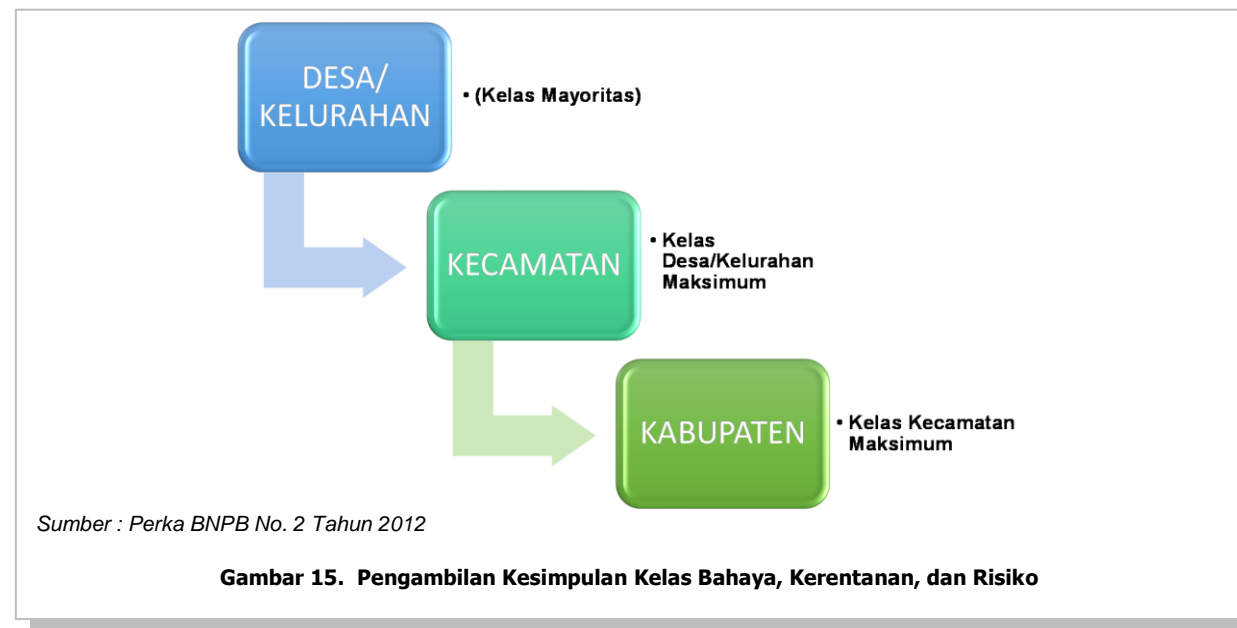 DESA/
KELURAHAN
• (Kelas Mayoritas)
KECAMATAN
• Kelas
Desa/Kelurahan
Maksimum
KABUPATEN
• Kelas Kecamatan
Maksimum
Sumber : Perka BNPB No. 2 Tahun 2012
Gambar 15. Pengambilan Kesimpulan Kelas Bahaya, Kerentanan, dan Risiko